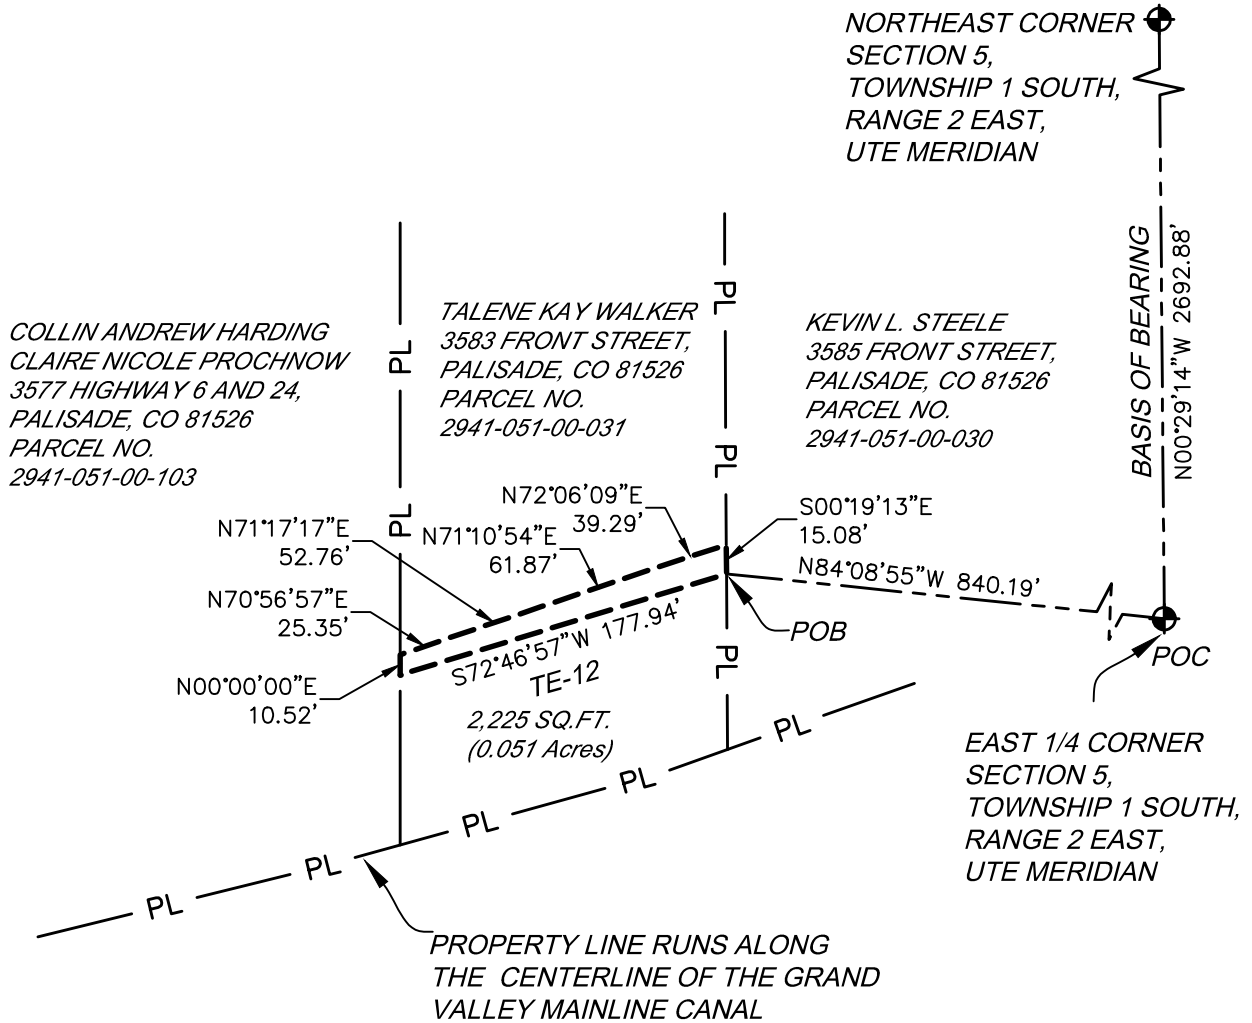 NORTHEAST CORNER
SECTION 5,
TOWNSHIP 1 SOUTH,
RANGE 2 EAST,
UTE MERIDIAN
BASIS OF BEARING
N00°29'14"W 2692.88'
COLLIN ANDREW HARDING
CLAIRE NICOLE PROCHNOW
3577 HIGHWAY 6 AND 24,
PALISADE, CO 81526
PARCEL NO.
2941-051-00-103
PL
PL
TALENE KAY WALKER
3583 FRONT STREET,
PALISADE, CO 81526
PARCEL NO.
2941-051-00-031
PL
PL
PL
KEVIN L. STEELE
3585 FRONT STREET,
PALISADE, CO 81526
PARCEL NO.
2941-051-00-030
N72°06'09"E
39.29'
N71°10'54"E
61.87'
N71°17'17"E
52.76'
N70°56'57"E
25.35'
N00°00'00"E
10.52'
S00°19'13"E
15.08'
N84°08'55"W 840.19'
POB
POC
S72°46'57"W 177.94'
TE-12
2,225 SQ.FT.
(0.051 Acres)
EAST 1/4 CORNER
SECTION 5,
TOWNSHIP 1 SOUTH,
RANGE 2 EAST,
UTE MERIDIAN
PL
PL
PL
PL
PL
PROPERTY LINE RUNS ALONG
THE CENTERLINE OF THE GRAND
VALLEY MAINLINE CANAL